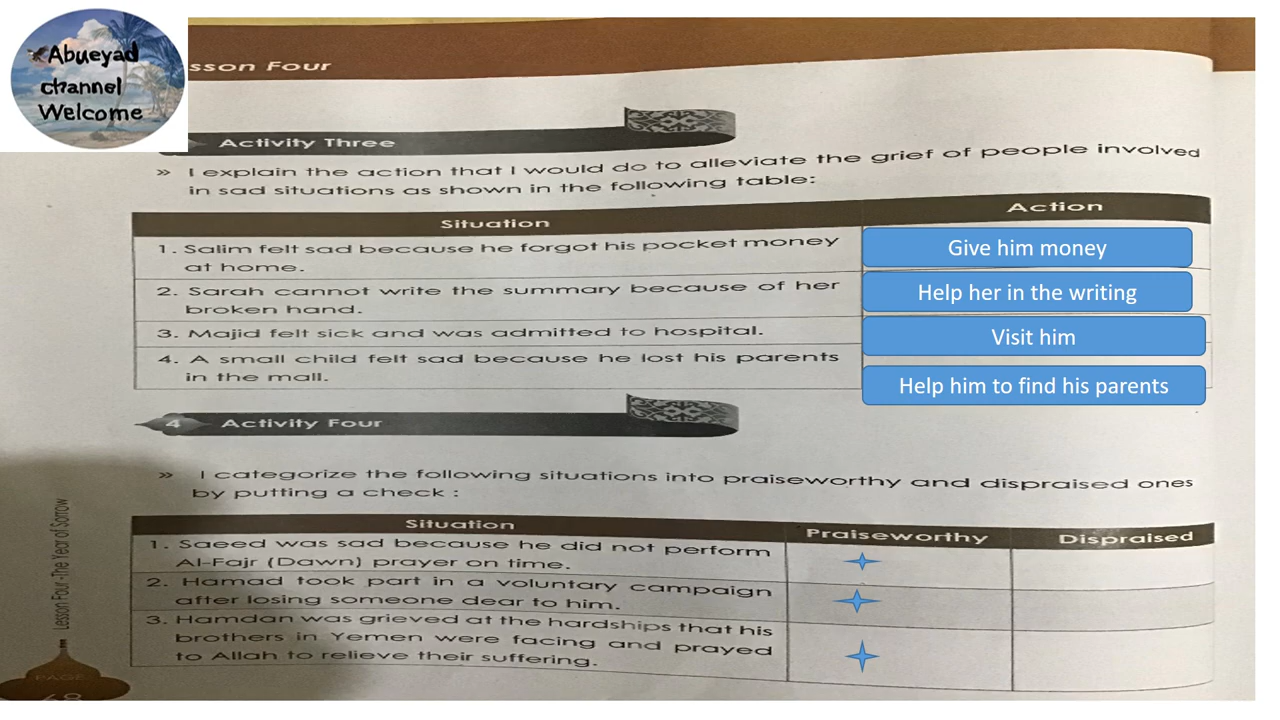 Abueyad
channel
Welcome
sson Four
Activity Three
» I explain the action that I would do to alleviate the grief of people involved
in sad situations as shown in the following table:
Situation Action
1. Salim felt sad because he forgot his pocket money
at home.
Give him money
2. Sarah cannot write the summary because of her
broken hand.
Help her in the writing
3. Majid felt sick and was admitted to hospital.
Visit him
4. A small child felt sad because he lost his parents
in the mall.
Help him to find his parents
4 Activity Four
» I categorize the following situations into praiseworthy and dispraised ones
by putting a check :
Situation Praiseworthy Dispraised
1. Saeed was sad because he did not perform
Al-Fajr (Dawn) prayer on time.
2. Hamad took part in a voluntary campaign
after losing someone dear to him.
3. Hamdan was grieved at the hardships that his
brothers in Yemen were facing and prayed
to Allah to relieve their suffering.
Lesson Four -The Year of Sorrow
PAGE
68